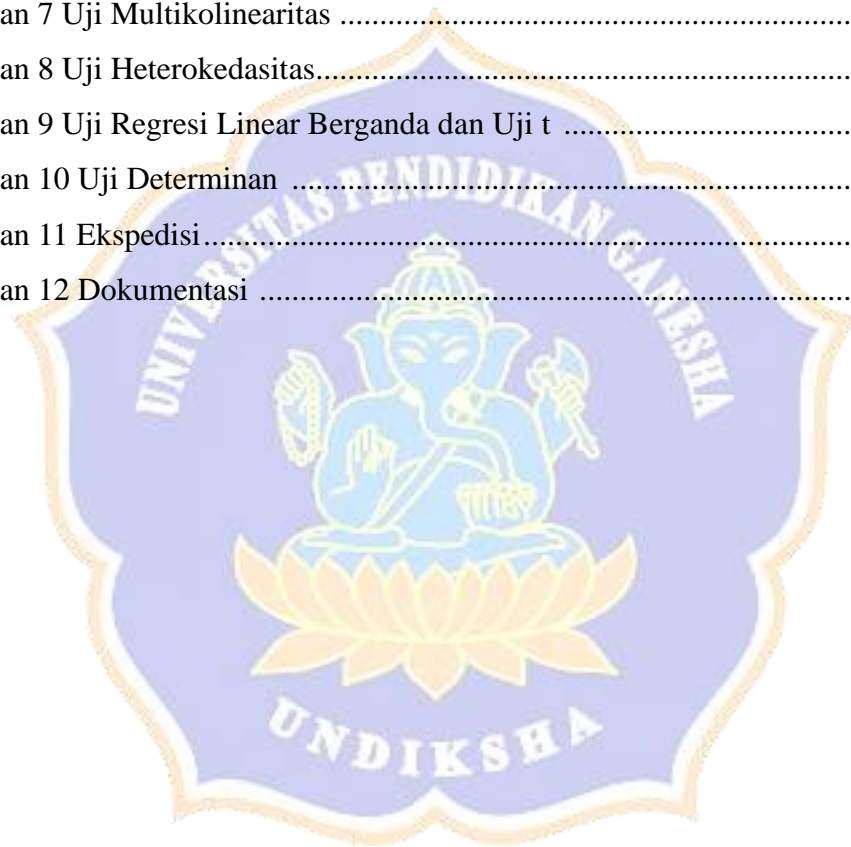 an 7 Uji Multikolinearitas ..............................................................
an 8 Uji Heterokedasitas.................................................................
an 9 Uji Regresi Linear Berganda dan Uji t ...................................
an 10 Uji Determinan ....................................................................
an 11 Ekspedisi...............................................................................
an 12 Dokumentasi ........................................................................
UNIVERSITAS PENDIDIKAN GANESHA
UNDIKSHA